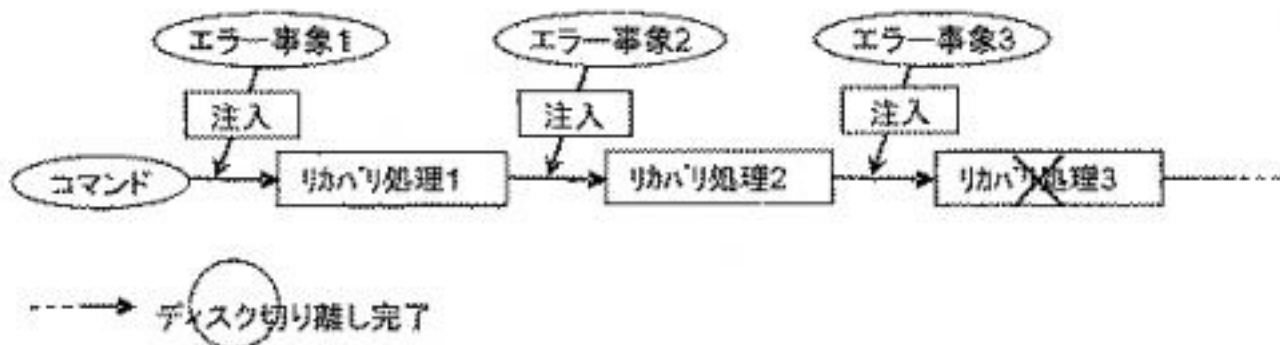 エラー事象1 エラー事象2 エラー事象3
注入 注入 注入
コマンド リカバリ処理1 リカバリ処理2 リカバリ処理3
ディスク切り離し完了